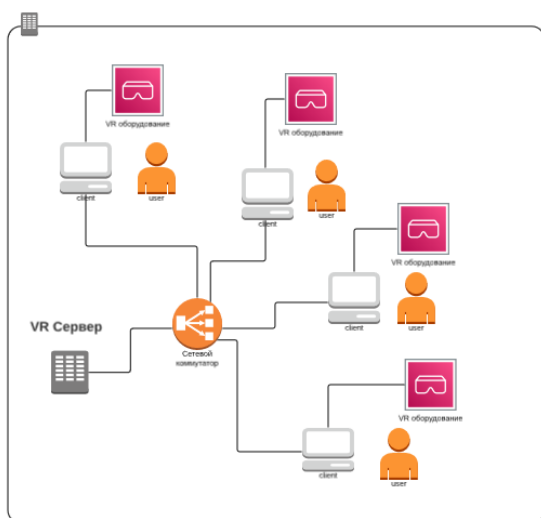 VR оборудование
client
user
VR оборудование
client
user
VR оборудование
client
user
VR Сервер
Сетевой
коммутатор
VR оборудование
client
user